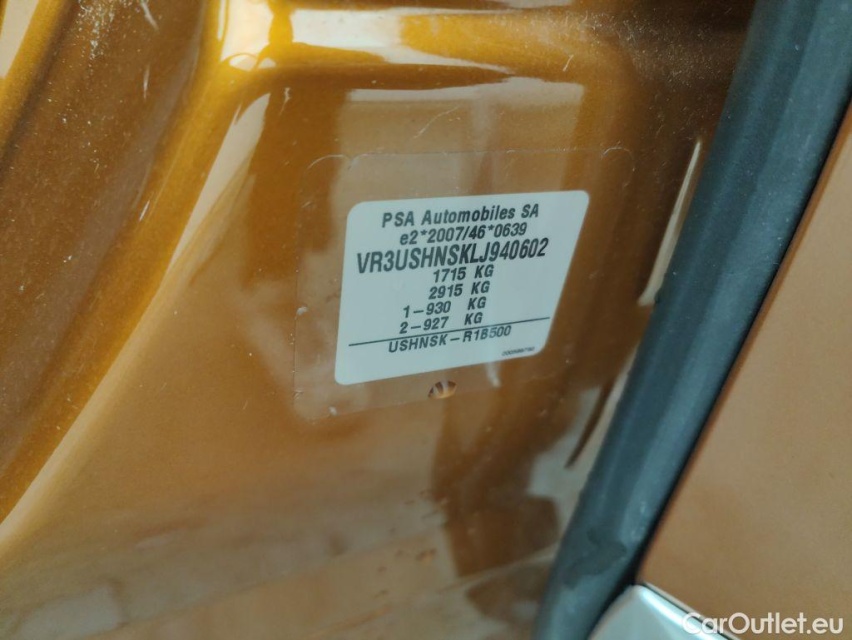 PSA Automobiles SA
e2*2007/46*0639
VR3USHNSKLJ940602
1715 KG
2915 KG
1-930 KG
2-927 KG
USHNSK-R1B500
CarOutlet.eu